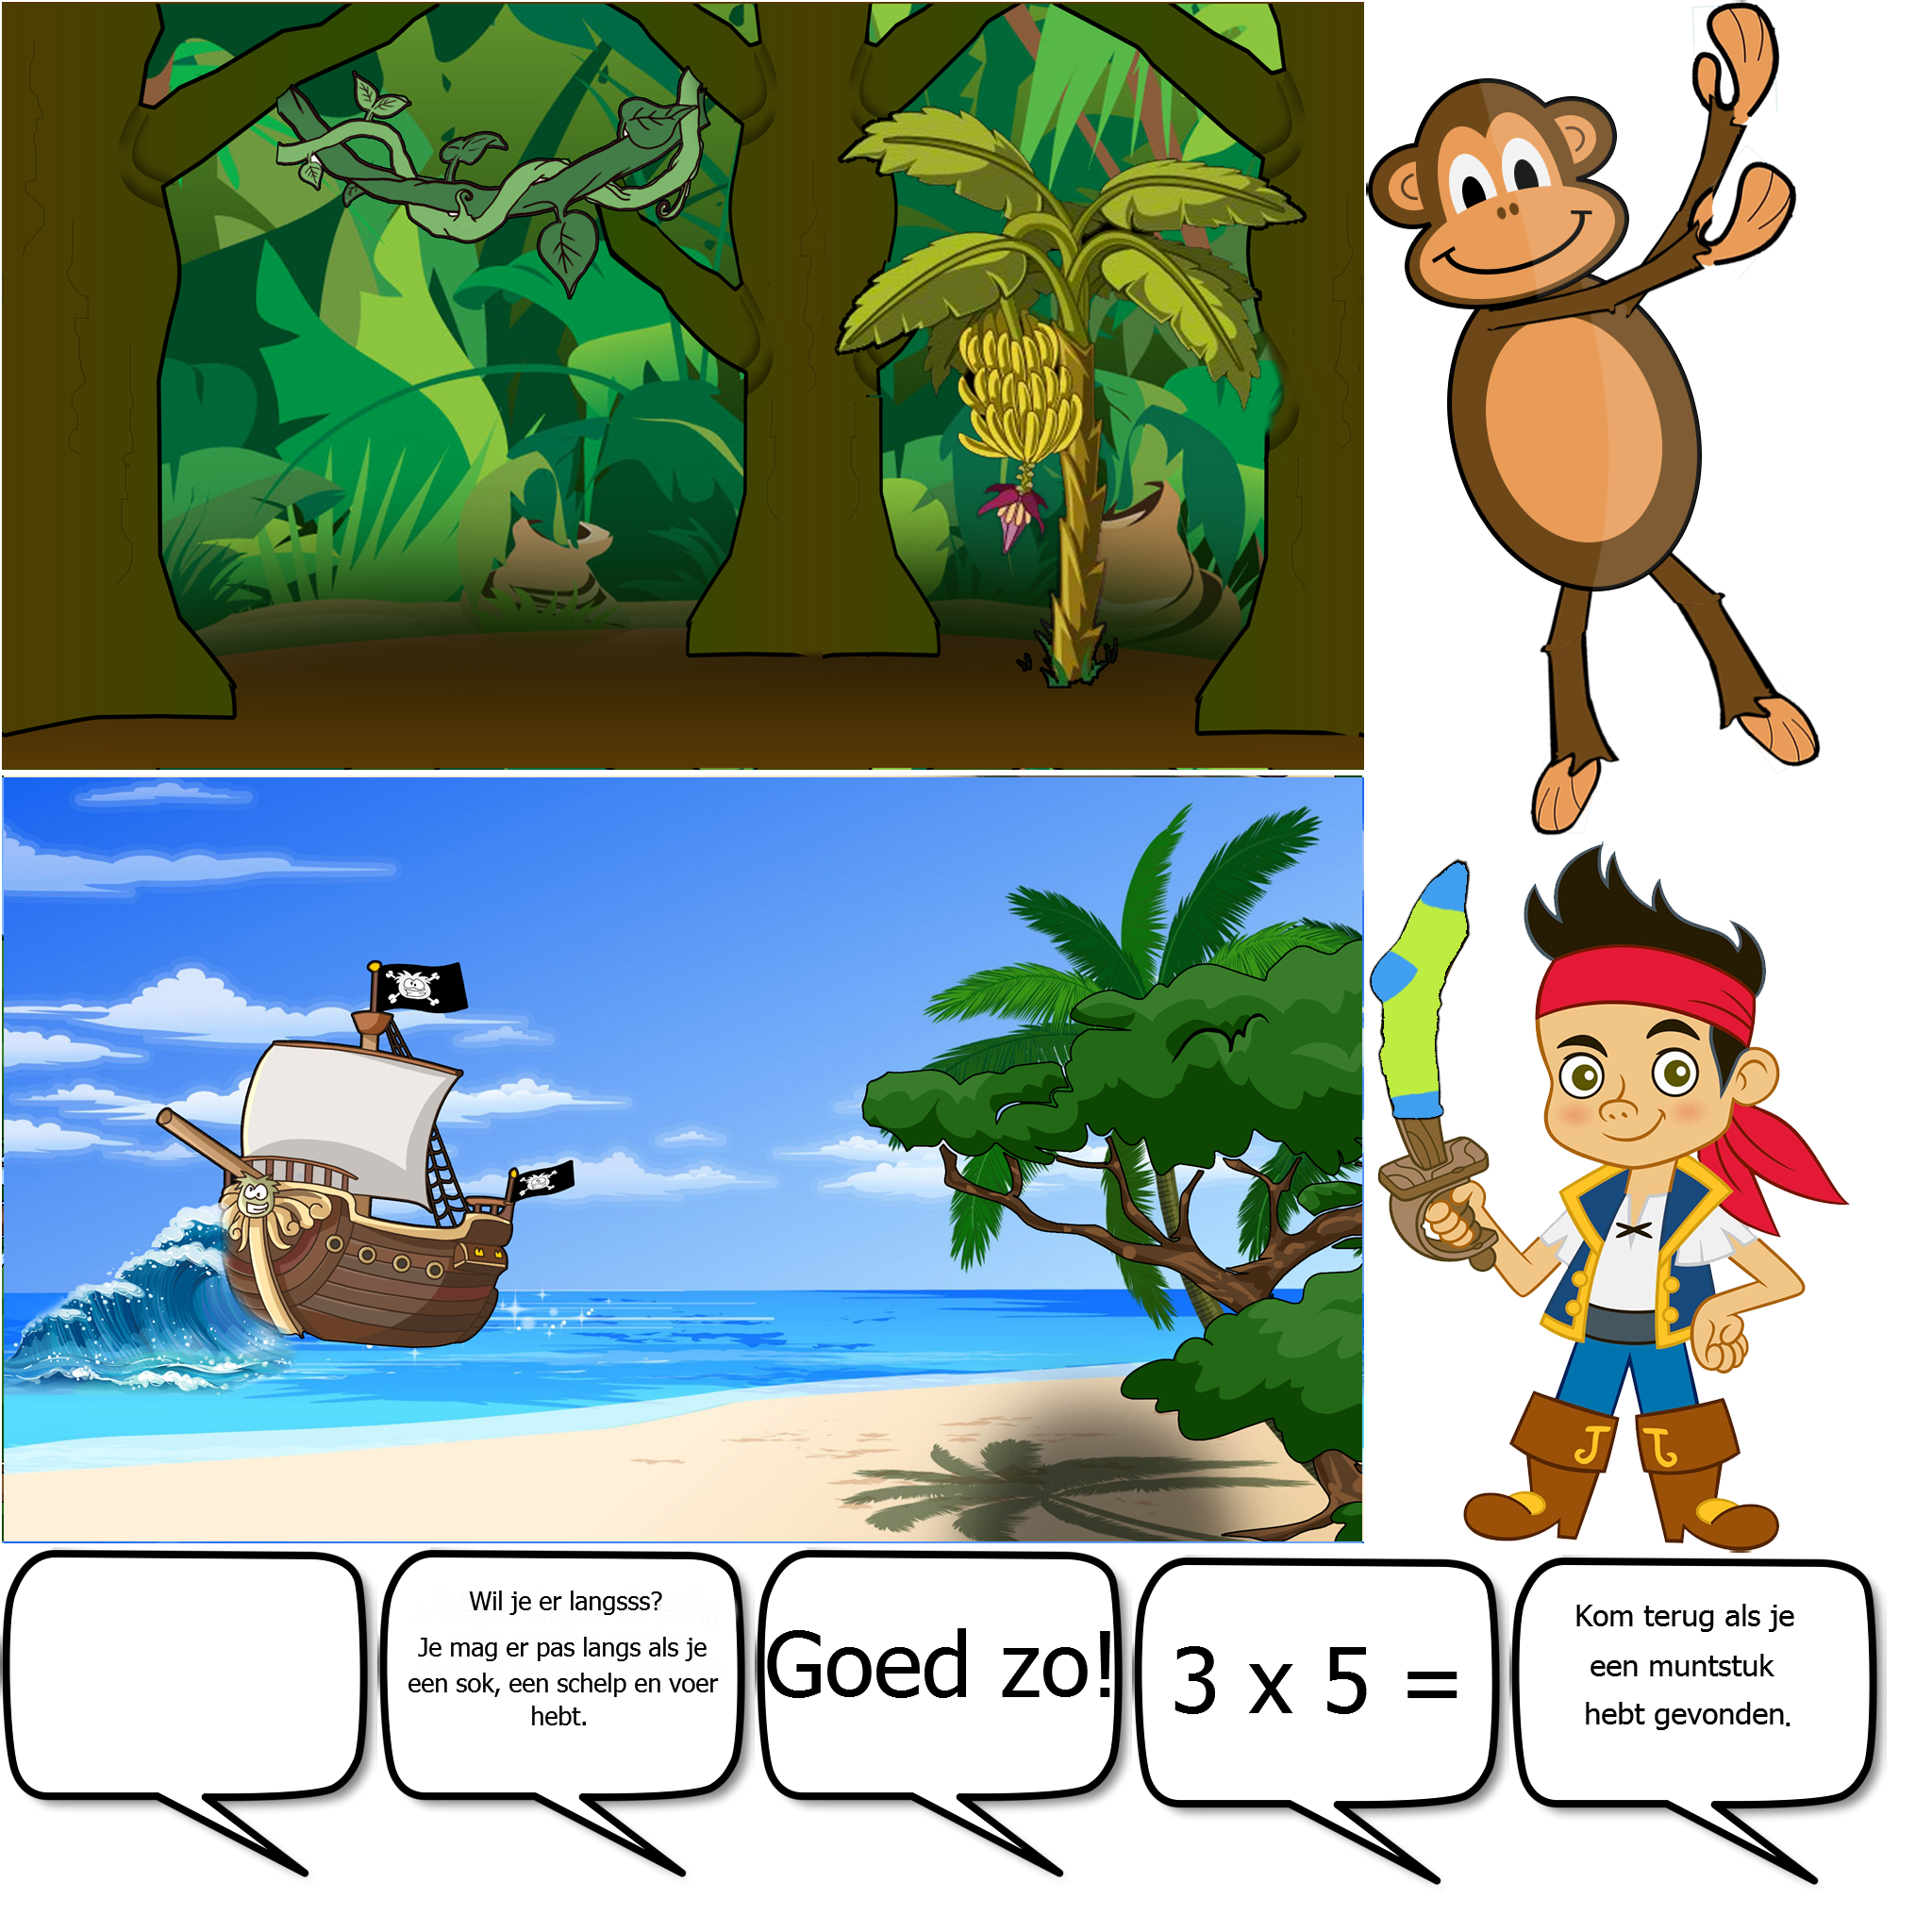 Wil je er langsss?
Je mag er pas langs als je
een sok, een schelp en voer
hebt.
Goed zo!
3 x 5 =
Kom terug als je
een muntstuk
hebt gevonden.